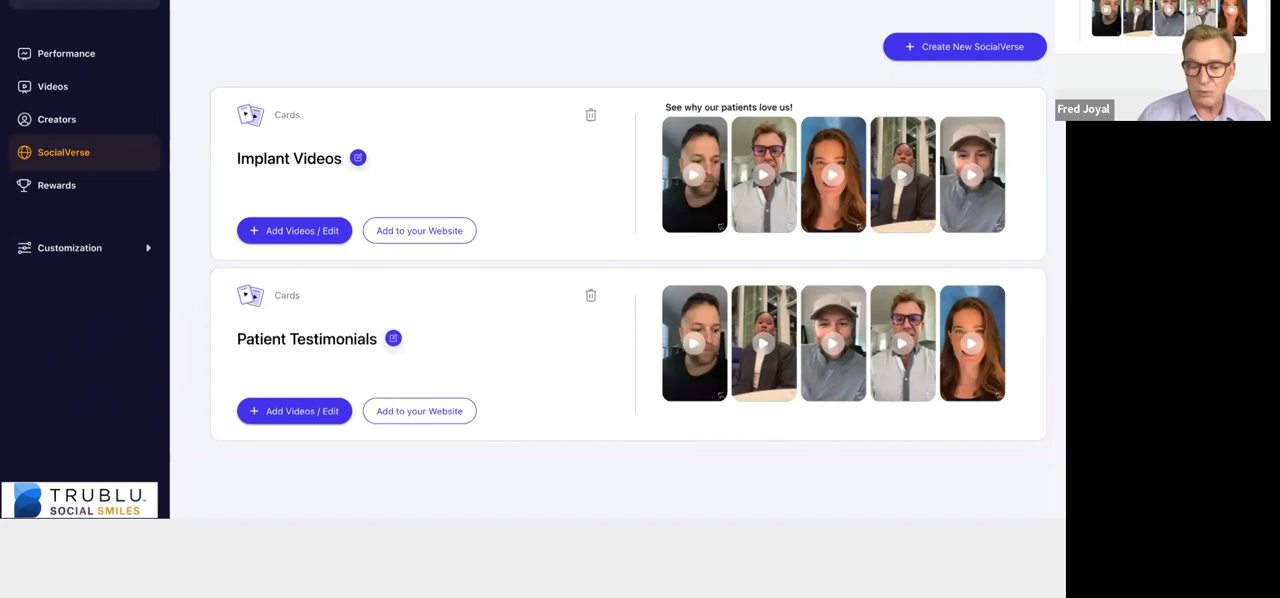 Performance
Videos
Creators
SocialVerse
Rewards
Customization
TRUBLU
SOCIAL SMILES
+ Create New SocialVerse
Cards
Implant Videos
+ Add Videos / Edit
Add to your Website
See why our patients love us!
Cards
Patient Testimonials
+ Add Videos / Edit
Add to your Website
Fred Joyal